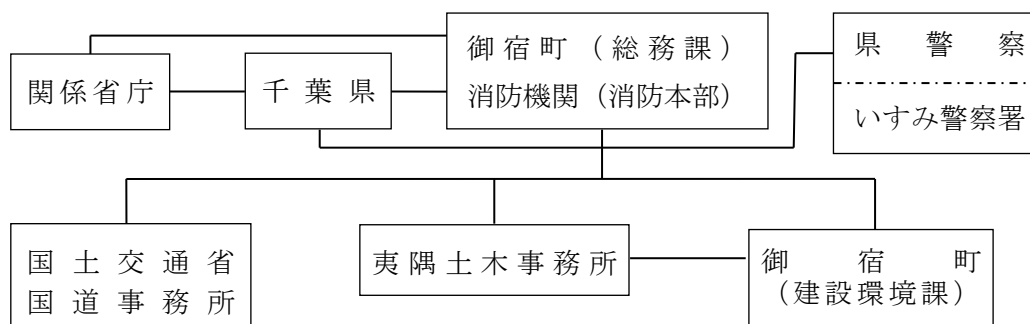 御宿町（総務課）
消防機関（消防本部）
県警察
いすみ警察署
関係省庁
千葉県
国土交通省
国道事務所
夷隅土木事務所
御宿町
（建設環境課）